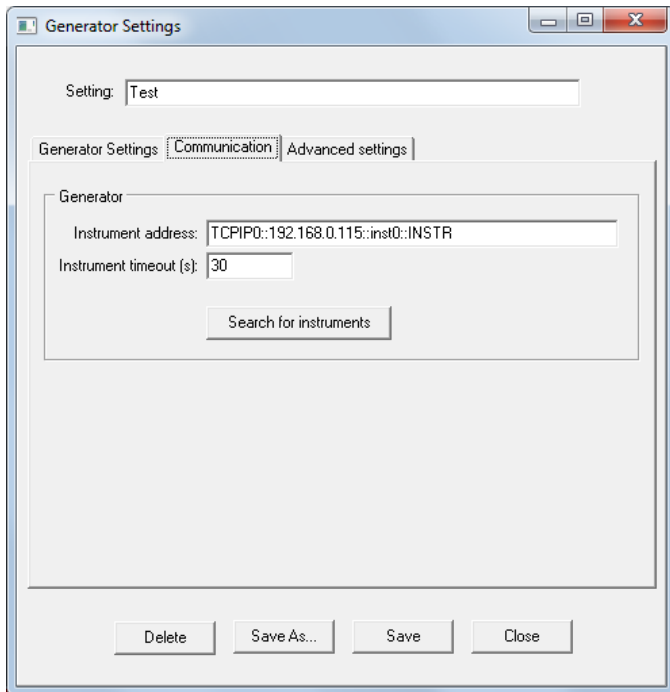 Generator Settings
Setting: Test
Generator Settings Communication Advanced settings
Generator
Instrument address: TCPIP0::192.168.0.115::inst0::INSTR
Instrument timeout (s): 30
Search for instruments
Delete Save As... Save Close